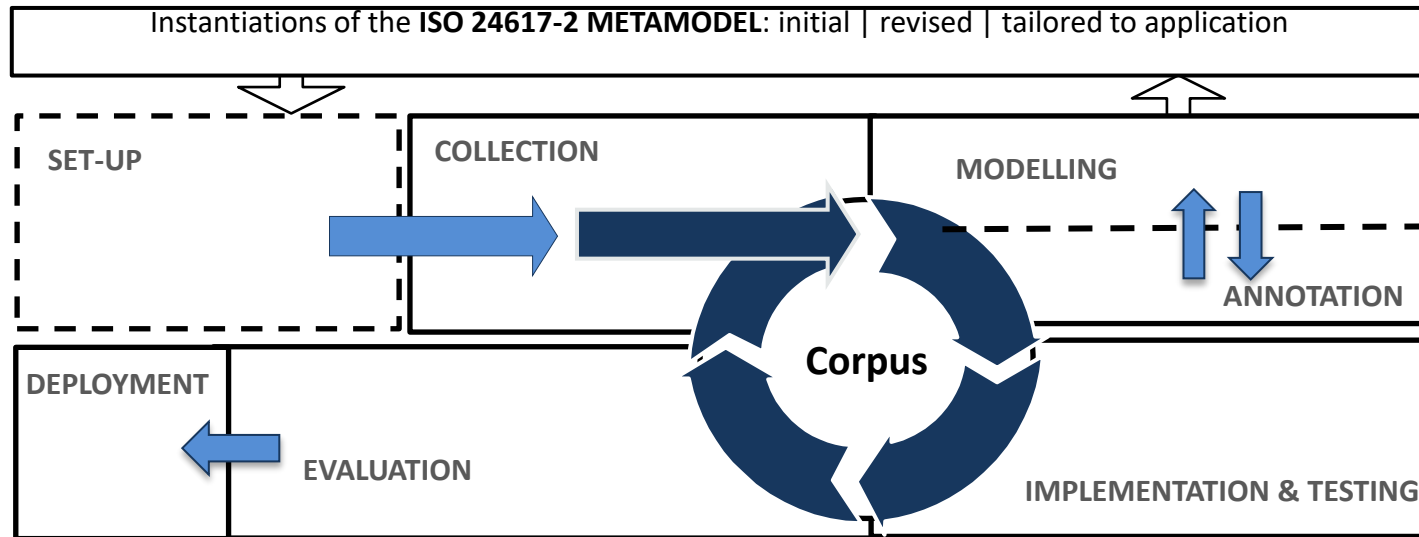 Instantiations of the ISO 24617-2 METAMODEL: initial | revised | tailored to application
SET-UP
COLLECTION
MODELLING
ANNOTATION
Corpus
DEPLOYMENT
EVALUATION
IMPLEMENTATION & TESTING